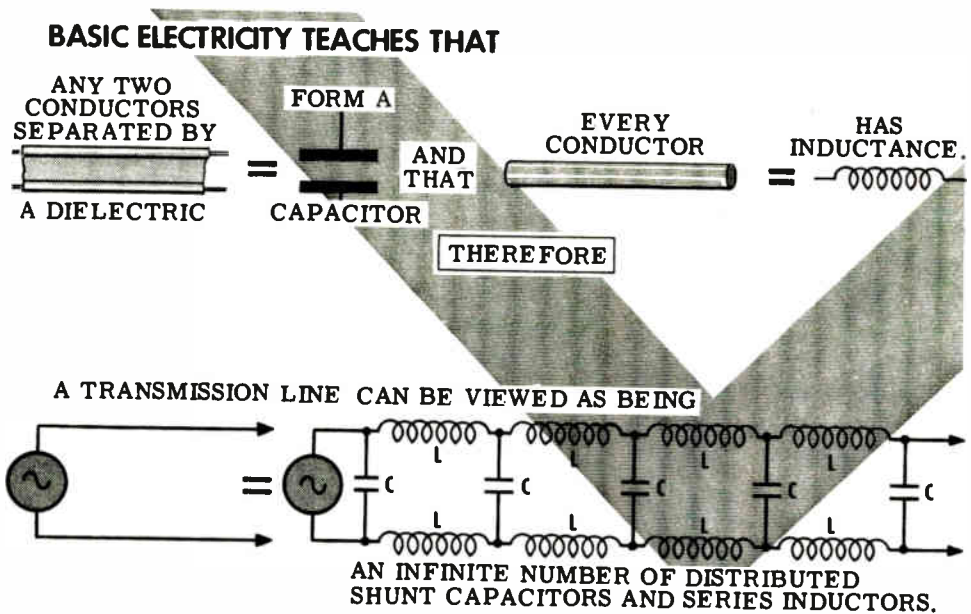 BASIC ELECTRICITY TEACHES THAT
ANY TWO
CONDUCTORS
SEPARATED BY
A DIELECTRIC
=
FORM A
CAPACITOR
AND
THAT
EVERY
CONDUCTOR
=
HAS
INDUCTANCE.
THEREFORE
A TRANSMISSION LINE CAN BE VIEWED AS BEING
=
L L L L
C C C C C
L L L L
AN INFINITE NUMBER OF DISTRIBUTED
SHUNT CAPACITORS AND SERIES INDUCTORS.